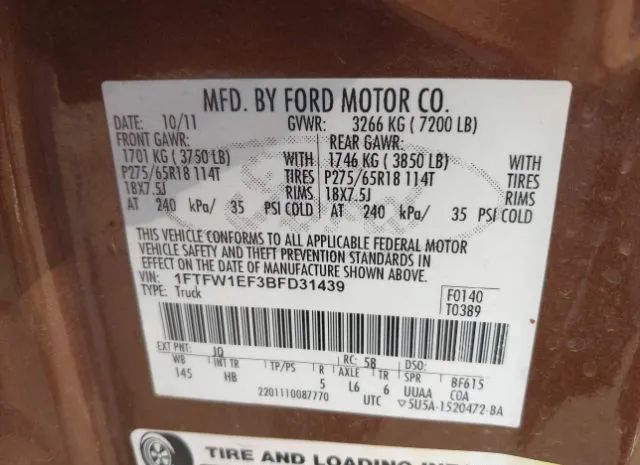 MFD. BY FORD MOTOR CO.
DATE: 10/11 GVWR: 3266 KG ( 7200 LB)
FRONT GAWR: REAR GAWR:
1701 KG ( 3750 LB) WITH 1746 KG ( 3850 LB) WITH
P275/65R18 114T TIRES P275/65R18 114T TIRES
18X7.5J RIMS 18X7.5J RIMS
AT 240 kPa/ 35 PSI COLD AT 240 kPa/ 35 PSI COLD
THIS VEHICLE CONFORMS TO ALL APPLICABLE FEDERAL MOTOR
VEHICLE SAFETY AND THEFT PREVENTION STANDARDS IN
EFFECT ON THE DATE OF MANUFACTURE SHOWN ABOVE.
VIN: 1FTFW1EF3BFD31439
TYPE: Truck
F0140
T0389
EXT PNT: JQ RC: 58 DSO:
WB INT TR TP/PS R AXLE TR SPR BF615
145 HB 5 L6 6 UUAA COA
2201110087770 UTC 5U5A-1520472-BA
TIRE AND LOADING